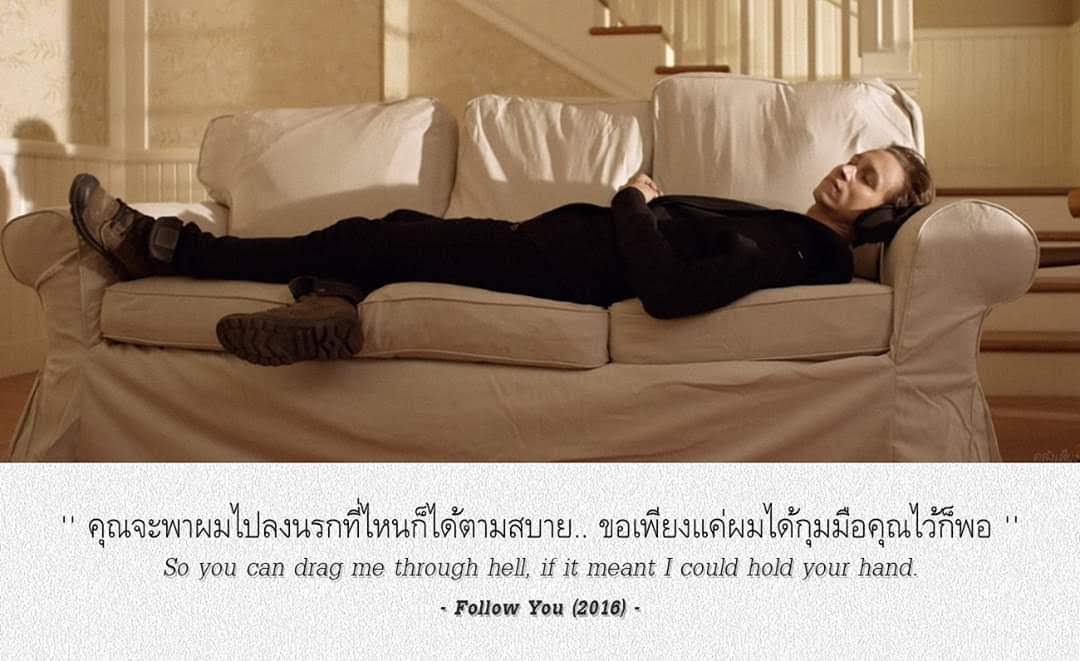 '' คุณจะพาผมไปลงนรกที่ไหนก็ได้ตามสบาย.. ขอเพียงแค่ผมได้กุมมือคุณไว้ก็พอ ''
So you can drag me through hell, if it meant I could hold your hand.
- Follow You (2016) -